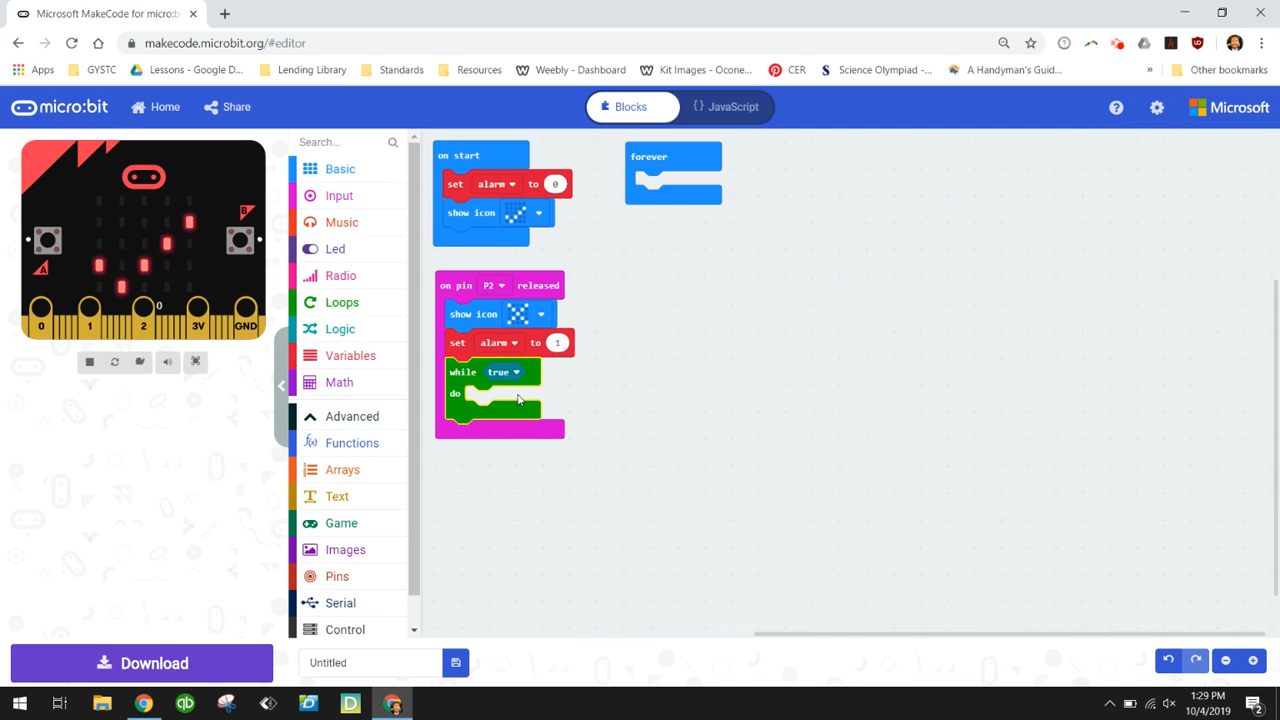 Microsoft MakeCode for micro:b
makecode.microbit.org/#editor
Apps
GYSTC
Lessons - Google D...
Lending Library
Standards
Resources
Weebly - Dashboard
Kit Images - Ocone...
CER
Science Olympiad -...
A Handyman's Guid...
»
Other bookmarks
micro:bit
Home
Share
Blocks
{ } JavaScript
?
Microsoft
A
B
0
0
1
2
3V
GND
Search...
Basic
Input
Music
Led
Radio
Loops
Logic
Variables
Math
Advanced
Functions
Arrays
Text
Game
Images
Pins
Serial
Control
on start
set alarm to 0
show icon
forever
on pin P2 released
show icon
set alarm to 1
while true
do
Download
Untitled
1:29 PM
10/4/2019
2